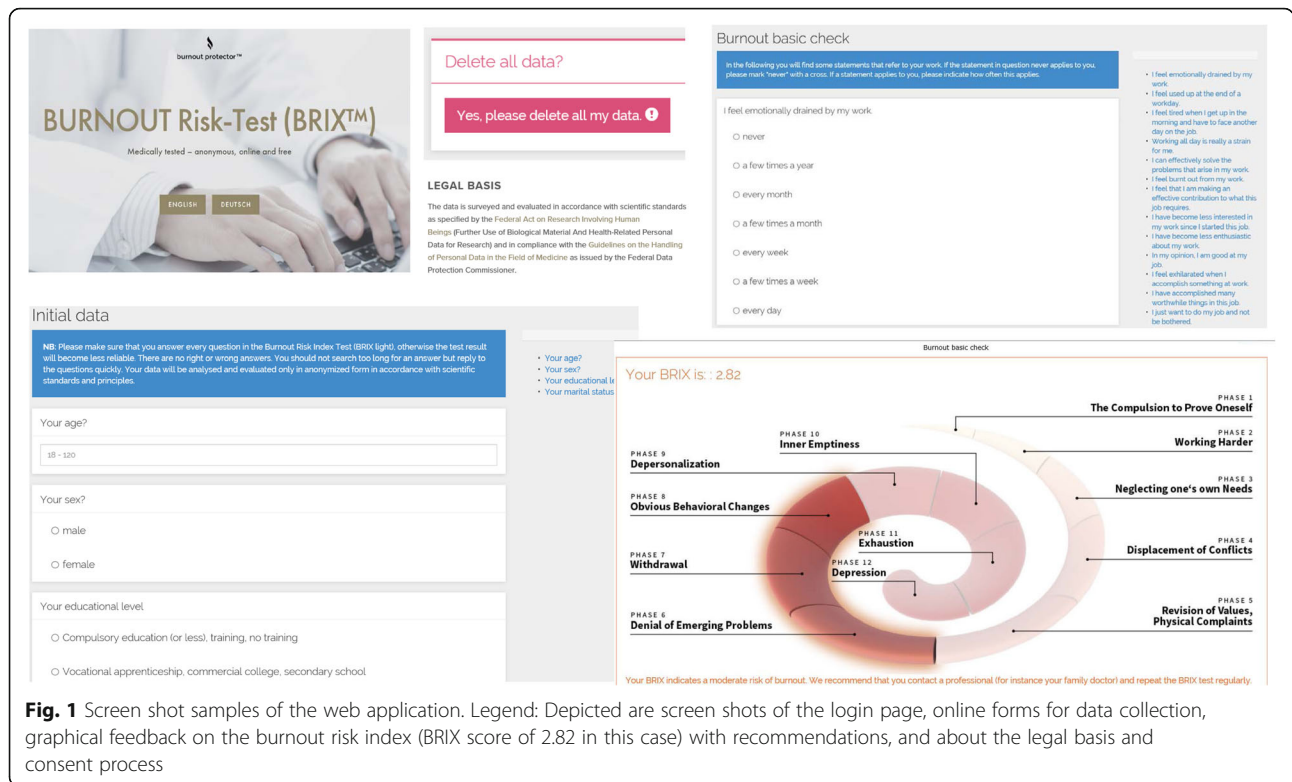 burnout protector™
BURNOUT Risk-Test (BRIX™)
Medically tested – anonymous, online and free
ENGLISH
DEUTSCH
Delete all data?
Yes, please delete all my data.
LEGAL BASIS
The data is surveyed and evaluated in accordance with scientific standards
as specified by the Federal Act on Research Involving Human
Beings (Further Use of Biological Material And Health-Related Personal
Data for Research) and in compliance with the Guidelines on the Handling
of Personal Data in the Field of Medicine as issued by the Federal Data
Protection Commissioner.
Burnout basic check
In the following you will find some statements that refer to your work. If the statement in question never applies to you,
please mark "never" with a cross. If a statement applies to you, please indicate how often this applies.
I feel emotionally drained by my work.
never
a few times a year
every month
a few times a month
every week
a few times a week
every day
• I feel emotionally drained by my
work.
• I feel used up at the end of a
workday.
• I feel tired when I get up in the
morning and have to face another
day on the job.
• Working all day is really a strain
for me.
• I can effectively solve the
problems that arise in my work.
• I feel burnt out from my work.
• I feel that I am making an
effective contribution to what this
job requires.
• I have become less interested in
my work since I started this job.
• I have become less enthusiastic
about my work.
• In my opinion, I am good at my
job.
• I feel exhilarated when I
accomplish something at work.
• I have accomplished many
worthwhile things in this job.
• I just want to do my job and not
be bothered.
Initial data
NB: Please make sure that you answer every question in the Burnout Risk Index Test (BRIX light), otherwise the test result
will become less reliable. There are no right or wrong answers. You should not search too long for an answer but reply to
the questions quickly. Your data will be analysed and evaluated only in anonymized form in accordance with scientific
standards and principles.
• Your age?
• Your sex?
• Your educational le
• Your marital status
Your age?
18 - 120
Your sex?
male
female
Your educational level
Compulsory education (or less), training, no training
Vocational apprenticeship, commercial college, secondary school
Burnout basic check
Your BRIX is: : 2.82
PHASE 1
The Compulsion to Prove Oneself
PHASE 2
Working Harder
PHASE 3
Neglecting one's own Needs
PHASE 4
Displacement of Conflicts
PHASE 5
Revision of Values,
Physical Complaints
PHASE 6
Denial of Emerging Problems
PHASE 7
Withdrawal
PHASE 8
Obvious Behavioral Changes
PHASE 9
Depersonalization
PHASE 10
Inner Emptiness
PHASE 11
Exhaustion
PHASE 12
Depression
Your BRIX indicates a moderate risk of burnout. We recommend that you contact a professional (for instance your family doctor) and repeat the BRIX test regularly.
Fig. 1 Screen shot samples of the web application. Legend: Depicted are screen shots of the login page, online forms for data collection,
graphical feedback on the burnout risk index (BRIX score of 2.82 in this case) with recommendations, and about the legal basis and
consent process